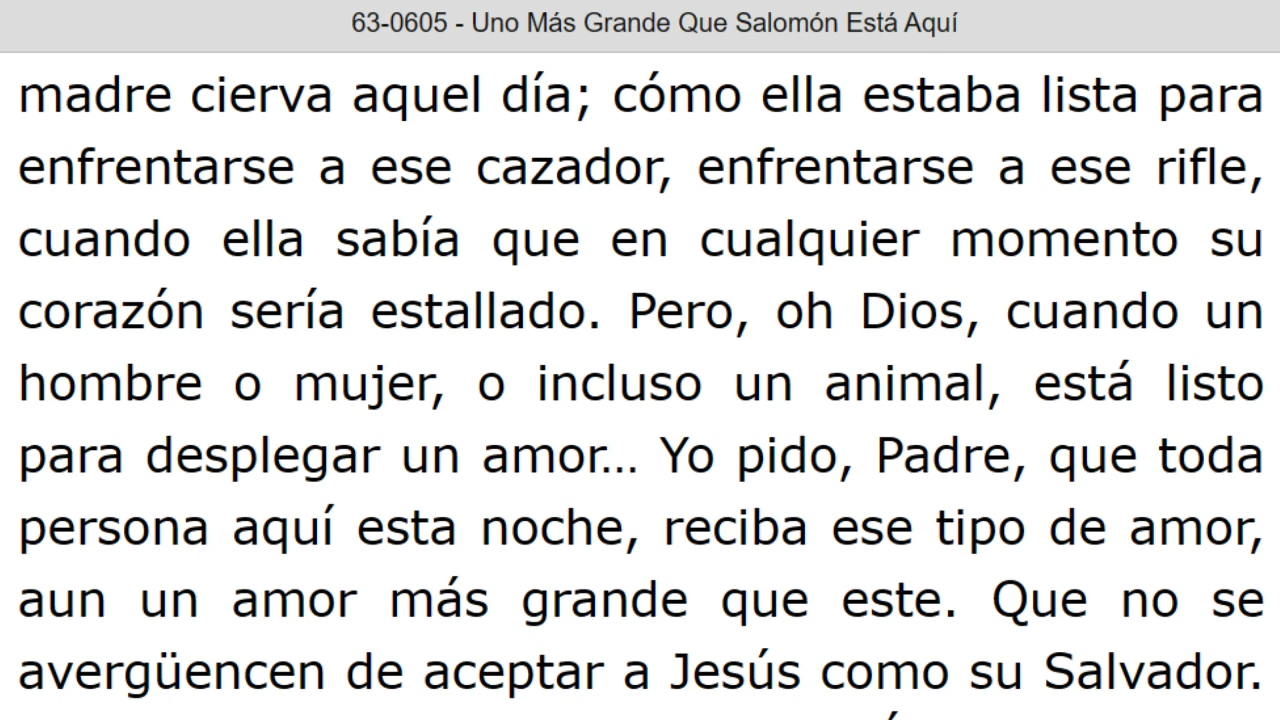 63-0605 - Uno Más Grande Que Salomón Está Aquí
madre cierva aquel día; cómo ella estaba lista para
enfrentarse a ese cazador, enfrentarse a ese rifle,
cuando ella sabía que en cualquier momento su
corazón sería estallado. Pero, oh Dios, cuando un
hombre o mujer, o incluso un animal, está listo
para desplegar un amor... Yo pido, Padre, que toda
persona aquí esta noche, reciba ese tipo de amor,
aun un amor más grande que este. Que no se
avergüencen de aceptar a Jesús como su Salvador.